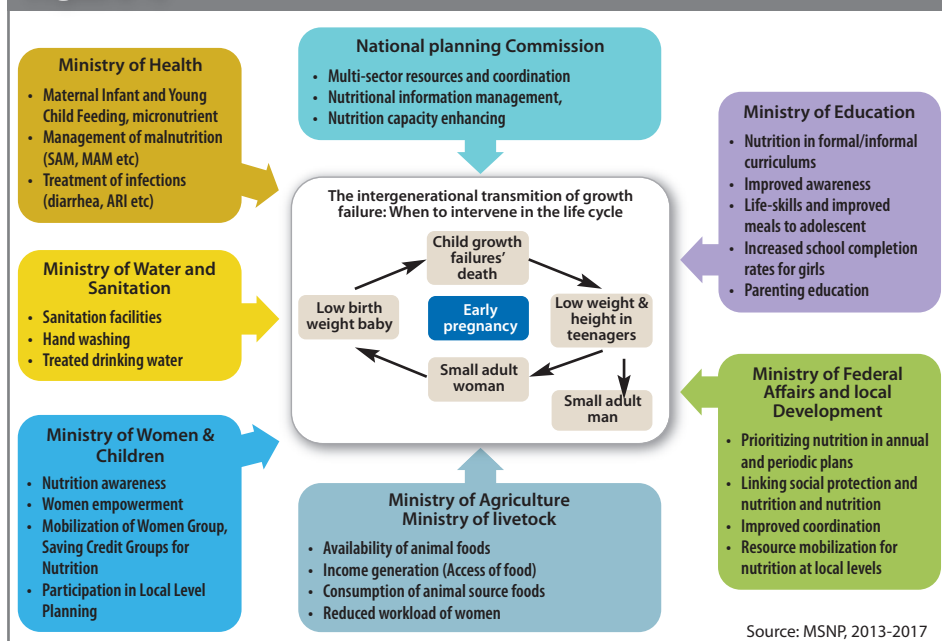 National planning Commission
• Multi-sector resources and coordination
• Nutritional information management,
• Nutrition capacity enhancing
Ministry of Health
• Maternal Infant and Young
Child Feeding, micronutrient
• Management of malnutrition
(SAM, MAM etc)
• Treatment of infections
(diarrhea, ARI etc)
Ministry of Education
• Nutrition in formal/informal
curriculums
• Improved awareness
• Life-skills and improved
meals to adolescent
• Increased school completion
rates for girls
• Parenting education
The intergenerational transmition of growth
failure: When to intervene in the life cycle
Child growth
failures'
death
Low birth
weight baby
Early
pregnancy
Low weight &
height in
teenagers
Small adult
woman
Small adult
man
Ministry of Water and
Sanitation
• Sanitation facilities
• Hand washing
• Treated drinking water
Ministry of Federal
Affairs and local
Development
• Prioritizing nutrition in annual
and periodic plans
• Linking social protection and
nutrition and nutrition
• Improved coordination
• Resource mobilization for
nutrition at local levels
Ministry of Women &
Children
• Nutrition awareness
• Women empowerment
• Mobilization of Women Group,
Saving Credit Groups for
Nutrition
• Participation in Local Level
Planning
Ministry of Agriculture
Ministry of livetock
• Availability of animal foods
• Income generation (Access of food)
• Consumption of animal source foods
• Reduced workload of women
Source: MSNP, 2013-2017